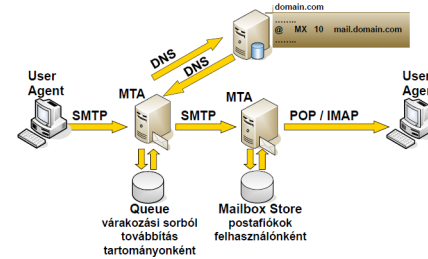 domain.com
........
@ MX 10 mail.domain.com
........
DNS
DNS
User
Agent
MTA
MTA
User
SMTP
SMTP
POP / IMAP
Queue
várakozási sorból
továbbítás
tartományonként
Mailbox Store
postafiókok
felhasználónként